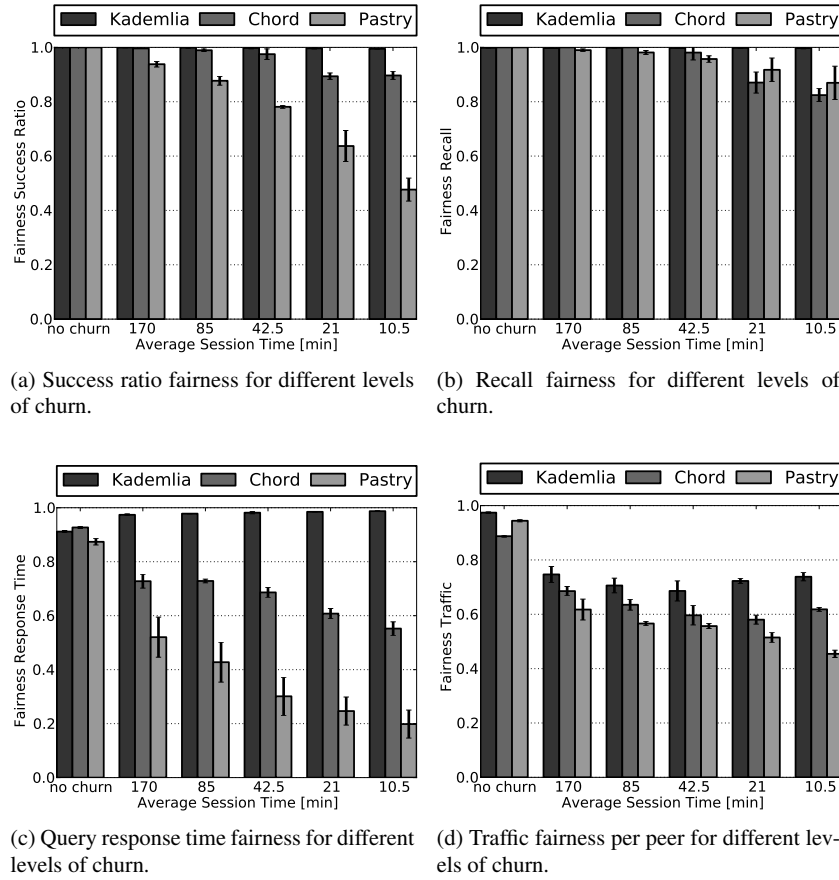 Kademlia Chord Pastry
1.0
0.8
0.6
0.4
0.2
0.0
Fairness Success Ratio
no churn 170 85 42.5 21 10.5
Average Session Time [min]
(a) Success ratio fairness for different levels
of churn.
Kademlia Chord Pastry
1.0
0.8
0.6
0.4
0.2
0.0
Fairness Recall
no churn 170 85 42.5 21 10.5
Average Session Time [min]
(b) Recall fairness for different levels of
churn.
Kademlia Chord Pastry
1.0
0.8
0.6
0.4
0.2
0.0
Fairness Response Time
no churn 170 85 42.5 21 10.5
Average Session Time [min]
(c) Query response time fairness for different
levels of churn.
Kademlia Chord Pastry
1.0
0.8
0.6
0.4
0.2
0.0
Fairness Traffic
no churn 170 85 42.5 21 10.5
Average Session Time [min]
(d) Traffic fairness per peer for different lev-
els of churn.